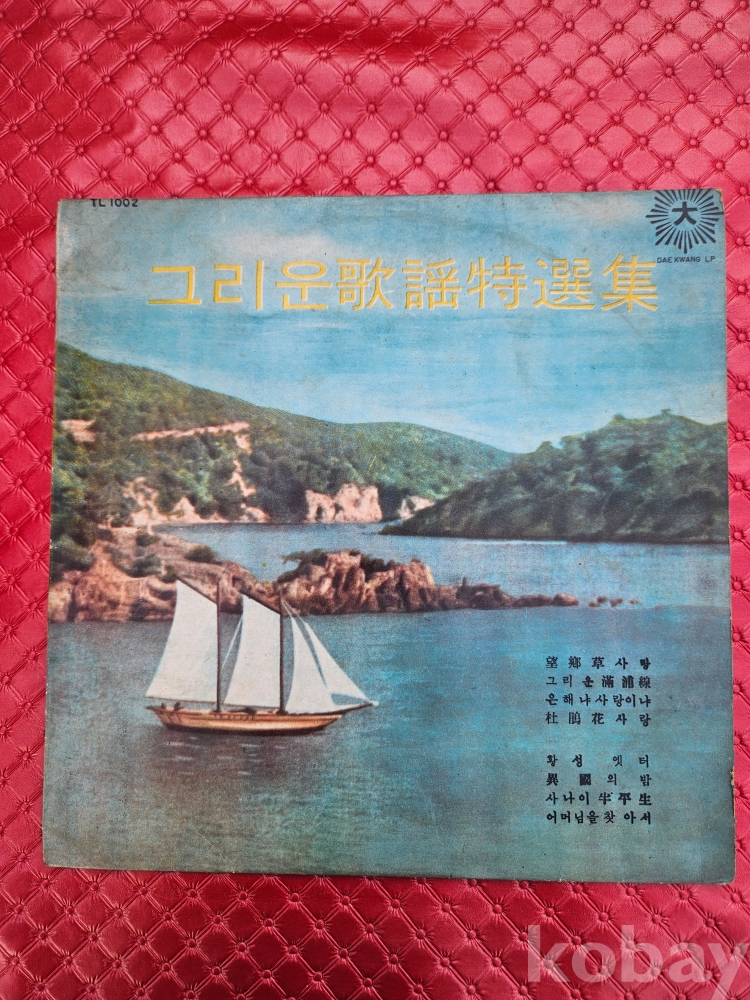 TL 1002
大
DAE KWANG LP
그리운歌謠特選集
望鄕草사랑
그리운滿浦線
은해냐사랑이냐
杜鵑花사랑
황성옛터
異國의밤
사나이半平生
어머님을찾아서
kobay